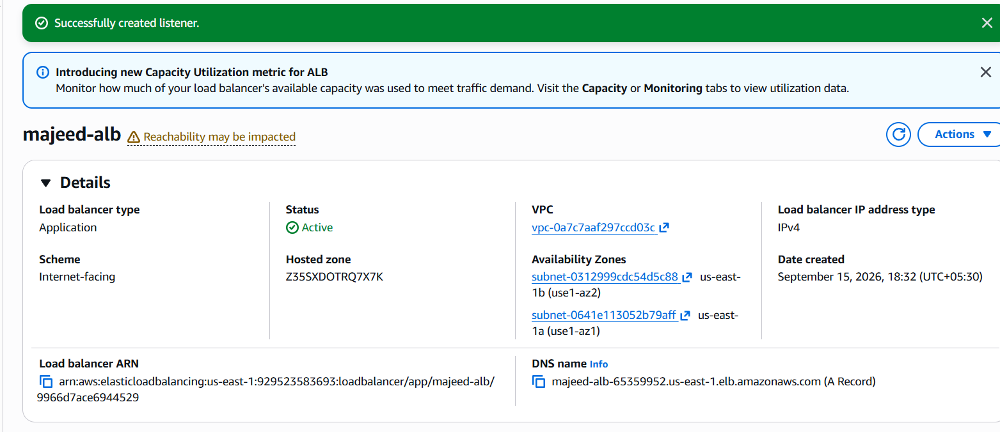 Successfully created listener.
Introducing new Capacity Utilization metric for ALB
Monitor how much of your load balancer's available capacity was used to meet traffic demand. Visit the Capacity or Monitoring tabs to view utilization data.
majeed-alb Reachability may be impacted
Actions
Details
Load balancer type
Application
Status
Active
VPC
vpc-0a7c7aaf297ccd03c
Load balancer IP address type
IPv4
Scheme
Internet-facing
Hosted zone
Z35SXDOTRQ7X7K
Availability Zones
subnet-0312999cdc54d5c88 us-east-
1b (use1-az2)
subnet-0641e113052b79aff us-east-
1a (use1-az1)
Date created
September 15, 2026, 18:32 (UTC+05:30)
Load balancer ARN
arn:aws:elasticloadbalancing:us-east-1:929523583693:loadbalancer/app/majeed-alb/
9966d7ace6944529
DNS name Info
majeed-alb-65359952.us-east-1.elb.amazonaws.com (A Record)